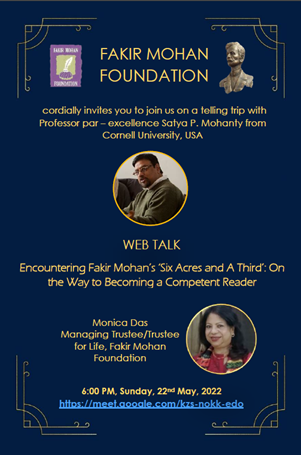 FAKIR MOHAN
FOUNDATION
FAKIR MOHAN
FOUNDATION
cordially invites you to join us on a telling trip with
Professor par – excellence Satya P. Mohanty from
Cornell University, USA
WEB TALK
Encountering Fakir Mohan's 'Six Acres and A Third': On
the Way to Becoming a Competent Reader
Monica Das
Managing Trustee/Trustee
for Life, Fakir Mohan
Foundation
6:00 PM, Sunday, 22nd May, 2022
https://meet.google.com/kzs-nokk-edo